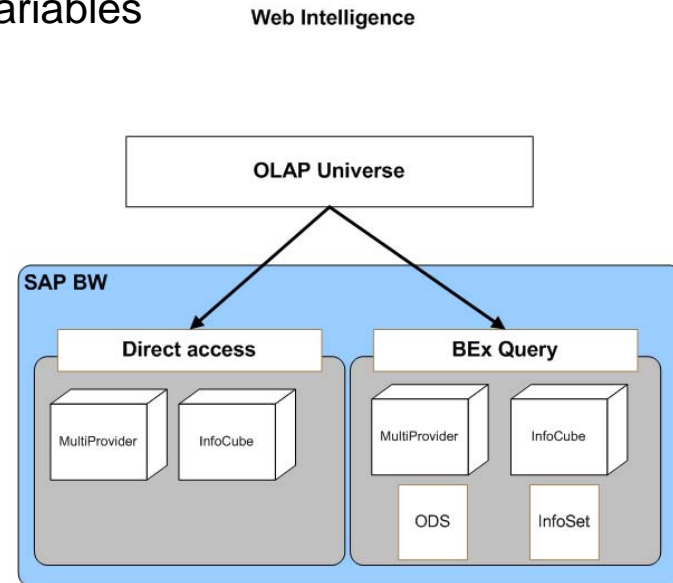 ariables
Web Intelligence
OLAP Universe
SAP BW
Direct access
BEx Query
MultiProvider
InfoCube
MultiProvider
InfoCube
ODS
InfoSet